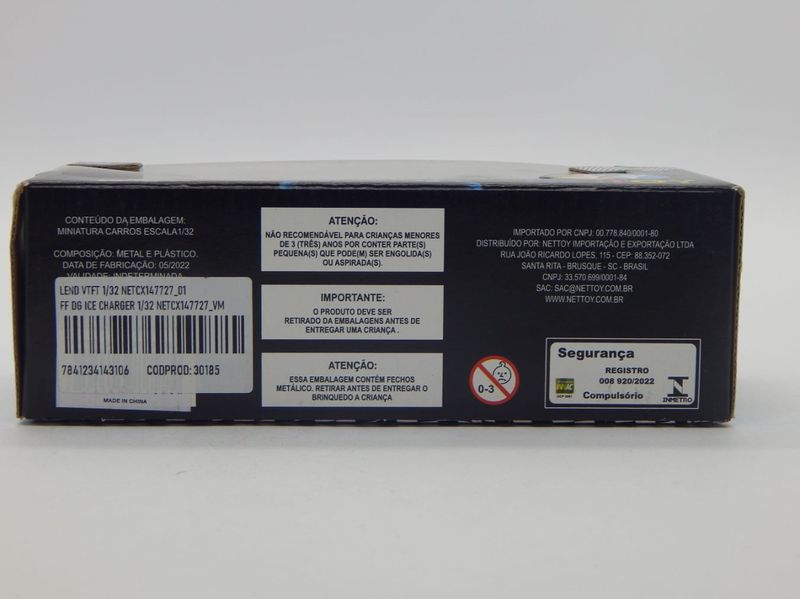 CONTEÚDO DA EMBALAGEM:
MINIATURA CARROS ESCALA1/32
COMPOSIÇÃO: METAL E PLÁSTICO.
DATA DE FABRICAÇÃO: 05/2022
VALIDADE: INDETERMINADA
LEND VTFT 1/32 NETCX147727_01
FF DG ICE CHARGER 1/32 NETCX147727_VM
7841234143106 CODPROD: 30185
MADE IN CHINA
ATENÇÃO:
NÃO RECOMENDÁVEL PARA CRIANÇAS MENORES
DE 3 (TRÊS) ANOS POR CONTER PARTE(S)
PEQUENA(S) QUE PODE(M) SER ENGOLIDA(S)
OU ASPIRADA(S).
IMPORTANTE:
O PRODUTO DEVE SER
RETIRADO DA EMBALAGENS ANTES DE
ENTREGAR UMA CRIANÇA .
ATENÇÃO:
ESSA EMBALAGEM CONTÉM FECHOS
METÁLICO. RETIRAR ANTES DE ENTREGAR O
BRINQUEDO A CRIANÇA
0-3
IMPORTADO POR CNPJ: 00.778.840/0001-80
DISTRIBUÍDO POR: NETTOY IMPORTAÇÃO E EXPORTAÇÃO LTDA
RUA JOÃO RICARDO LOPES, 115 - CEP: 88.352-072
SANTA RITA - BRUSQUE - SC - BRASIL
CNPJ: 33.570.699/0001-84
SAC: SAC@NETTOY.COM.BR
WWW.NETTOY.COM.BR
Segurança
REGISTRO
008 920/2022
Compulsório
INMETRO